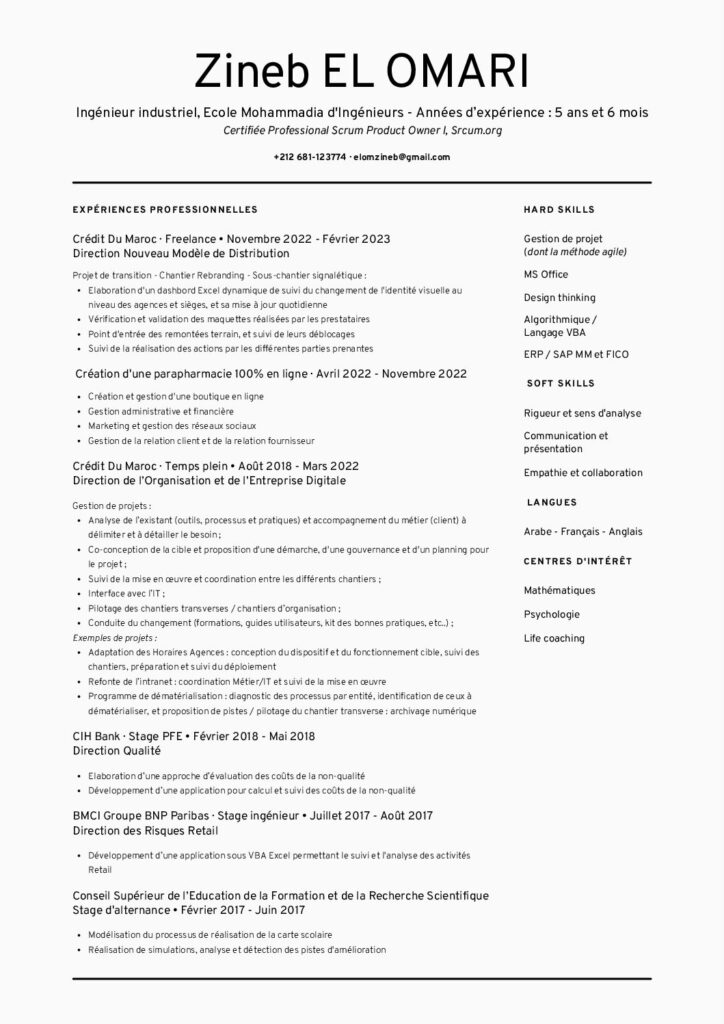 Zineb EL OMARI
Ingénieur industriel, Ecole Mohammadia d'Ingénieurs - Années d'expérience : 5 ans et 6 mois
Certifiée Professional Scrum Product Owner I, Srcum.org
+212 681-123774 · elomzineb@gmail.com
EXPÉRIENCES PROFESSIONNELLES
Crédit Du Maroc · Freelance • Novembre 2022 - Février 2023
Direction Nouveau Modèle de Distribution
Projet de transition - Chantier Rebranding - Sous-chantier signalétique :
• Elaboration d'un dashbord Excel dynamique de suivi du changement de l'identité visuelle au
niveau des agences et sièges, et sa mise à jour quotidienne
• Vérification et validation des maquettes réalisées par les prestataires
• Point d'entrée des remontées terrain, et suivi de leurs déblocages
• Suivi de la réalisation des actions par les différentes parties prenantes
Création d'une parapharmacie 100% en ligne · Avril 2022 - Novembre 2022
• Création et gestion d'une boutique en ligne
• Gestion administrative et financière
• Marketing et gestion des réseaux sociaux
• Gestion de la relation client et de la relation fournisseur
Crédit Du Maroc · Temps plein • Août 2018 - Mars 2022
Direction de l'Organisation et de l'Entreprise Digitale
Gestion de projets :
• Analyse de l'existant (outils, processus et pratiques) et accompagnement du métier (client) à
délimiter et à détailler le besoin ;
• Co-conception de la cible et proposition d'une démarche, d'une gouvernance et d'un planning pour
le projet ;
• Suivi de la mise en œuvre et coordination entre les différents chantiers ;
• Interface avec l'IT ;
• Pilotage des chantiers transverses / chantiers d'organisation ;
• Conduite du changement (formations, guides utilisateurs, kit des bonnes pratiques, etc..) ;
Exemples de projets :
• Adaptation des Horaires Agences : conception du dispositif et du fonctionnement cible, suivi des
chantiers, préparation et suivi du déploiement
• Refonte de l'intranet : coordination Métier/IT et suivi de la mise en œuvre
• Programme de dématérialisation : diagnostic des processus par entité, identification de ceux à
dématérialiser, et proposition de pistes / pilotage du chantier transverse : archivage numérique
CIH Bank · Stage PFE • Février 2018 - Mai 2018
Direction Qualité
• Elaboration d'une approche d'évaluation des coûts de la non-qualité
• Développement d'une application pour calcul et suivi des coûts de la non-qualité
BMCI Groupe BNP Paribas · Stage ingénieur • Juillet 2017 - Août 2017
Direction des Risques Retail
• Développement d'une application sous VBA Excel permettant le suivi et l'analyse des activités
Retail
Conseil Supérieur de l'Education de la Formation et de la Recherche Scientifique
Stage d'alternance • Février 2017 - Juin 2017
• Modélisation du processus de réalisation de la carte scolaire
• Réalisation de simulations, analyse et détection des pistes d'amélioration
HARD SKILLS
Gestion de projet
(dont la méthode agile)
MS Office
Design thinking
Algorithmique /
Langage VBA
ERP / SAP MM et FICO
SOFT SKILLS
Rigueur et sens d'analyse
Communication et
présentation
Empathie et collaboration
LANGUES
Arabe - Français - Anglais
CENTRES D'INTÉRÊT
Mathématiques
Psychologie
Life coaching